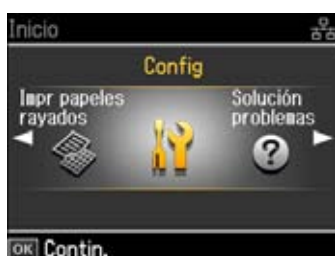 Inicio
Config
Impr papeles
rayados
Solución
problemas
OK Contin.